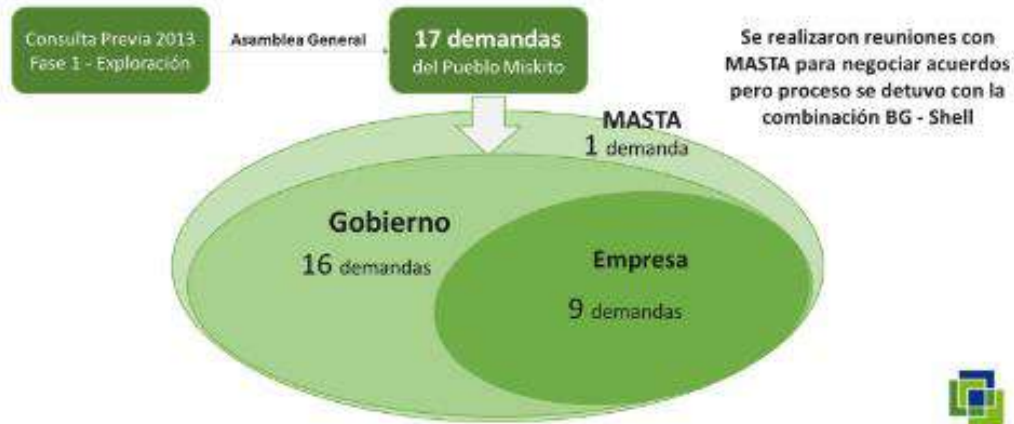 Consulta Previa 2013
Fase 1 - Exploración
Asamblea General
17 demandas
del Pueblo Miskito
Se realizaron reuniones con
MASTA para negociar acuerdos
pero proceso se detuvo con la
combinación BG - Shell
MASTA
1 demanda
Gobierno
16 demandas
Empresa
9 demandas